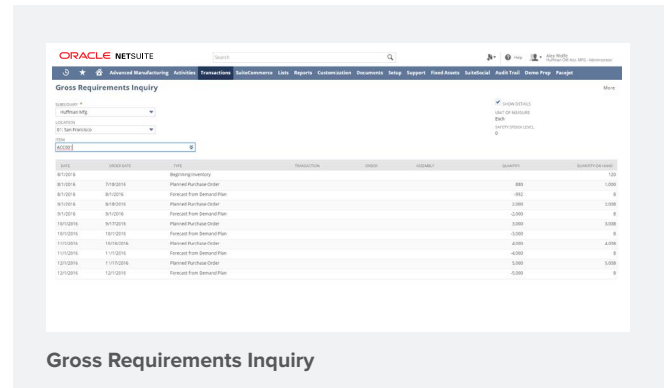 ORACLE NETSUITE Search Help Alex Wolfe
Advanced Manufacturing Activities Transactions SuiteCommerce Lists Reports Customization Documents Setup Support Fixed Assets SuiteSocial Audit Trail Demo Prep Pacejet
Gross Requirements Inquiry More
SUBSIDIARY * SHOW DETAILS
Huffman Mfg. UNIT OF MEASURE
LOCATION Each
01: San Francisco SAFETY STOCK LEVEL
ITEM 0
ACC001
DATE ORDER DATE TYPE TRANSACTION ORDER ASSEMBLY QUANTITY QUANTITY ON HAND
8/1/2016 Beginning Inventory 120
8/1/2016 7/18/2016 Planned Purchase Order 880 1,000
8/1/2016 8/1/2016 Forecast from Demand Plan -992 8
9/1/2016 8/18/2016 Planned Purchase Order 2,000 2,008
9/1/2016 9/1/2016 Forecast from Demand Plan -2,000 8
10/1/2016 9/17/2016 Planned Purchase Order 3,000 3,008
10/1/2016 10/1/2016 Forecast from Demand Plan -3,000 8
11/1/2016 10/18/2016 Planned Purchase Order 4,000 4,008
11/1/2016 11/1/2016 Forecast from Demand Plan -4,000 8
12/1/2016 11/17/2016 Planned Purchase Order 5,000 5,008
12/1/2016 12/1/2016 Forecast from Demand Plan -5,000 8
Gross Requirements Inquiry